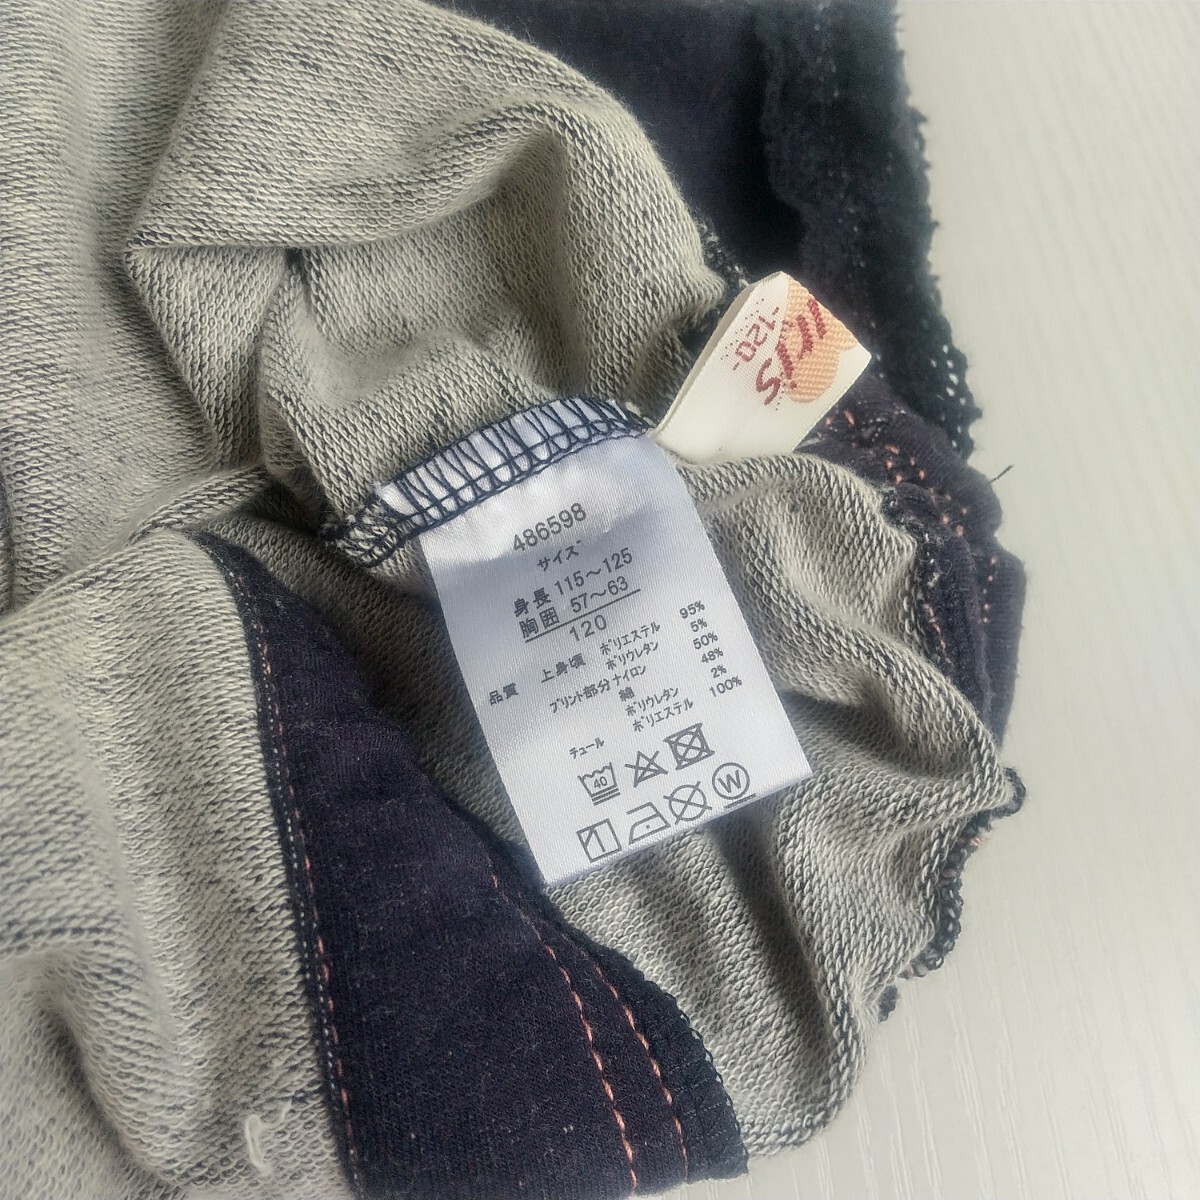 -120-
486598
サイズ
身長 115～125
胸囲 57～63
120
品質 上身頃 ポリエステル 95%
ポリウレタン 5%
プリント部分 ナイロン 50%
綿 48%
ポリウレタン 2%
チュール ポリエステル 100%
40
W